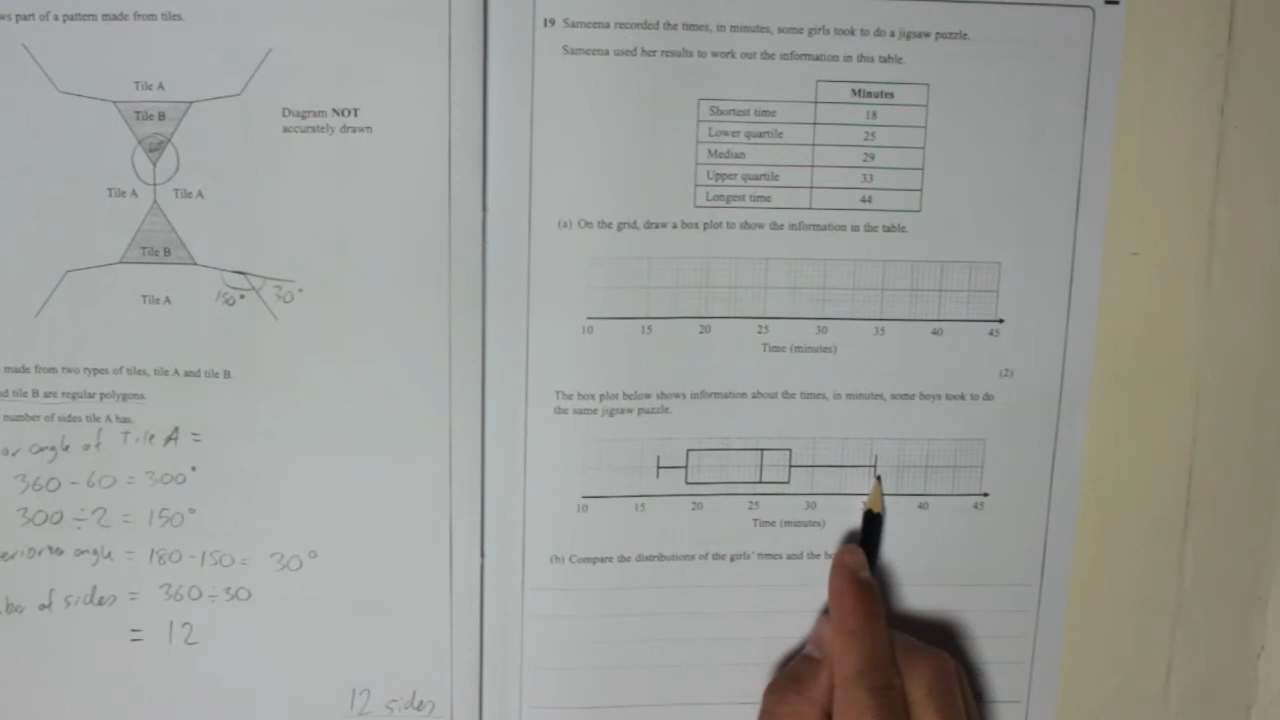 ws part of a pattern made from tiles.
Tile A
Tile B
Diagram NOT
accurately drawn
Tile A Tile A
Tile B
Tile A
150° 30°
made from two types of tiles, tile A and tile B.
d tile B are regular polygons.
number of sides tile A has.
or angle of Tile A =
360 - 60 = 300°
300 ÷ 2 = 150°
angle = 180 - 150 = 30°
of sides = 360 ÷ 30
= 12
12 sides
19 Sameena recorded the times, in minutes, some girls took to do a jigsaw puzzle.
Sameena used her results to work out the information in this table.
Minutes
Shortest time 18
Lower quartile 25
Median 29
Upper quartile 33
Longest time 44
(a) On the grid, draw a box plot to show the information in the table.
10 15 20 25 30 35 40 45
Time (minutes)
(2)
The box plot below shows information about the times, in minutes, some boys took to do
the same jigsaw puzzle.
10 15 20 25 30 40 45
Time (minutes)
(b) Compare the distributions of the girls' times and the